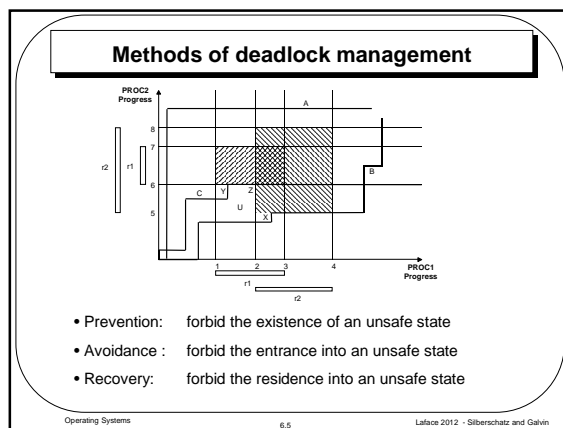 Methods of deadlock management
PROC2
Progress
A
8
7
r2
r1
B
6
C
Y
Z
U
5
X
1
2
3
4
PROC1
Progress
r1
r2
• Prevention: forbid the existence of an unsafe state
• Avoidance : forbid the entrance into an unsafe state
• Recovery: forbid the residence into an unsafe state
Operating Systems
6.5
Laface 2012 - Silberschatz and Galvin